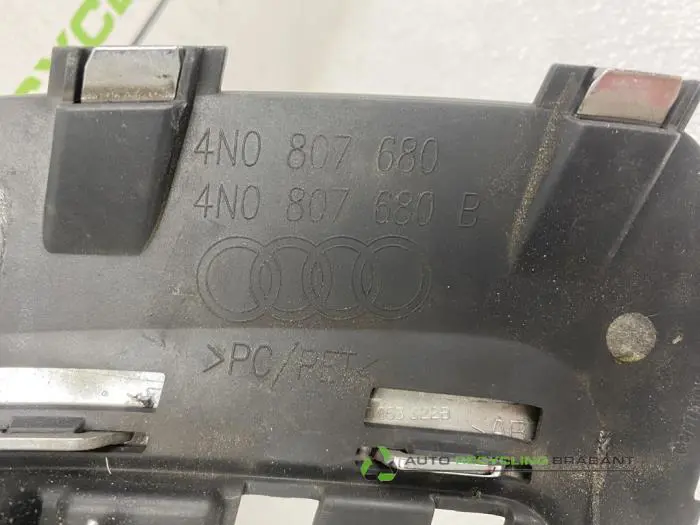 4N0 807 680
4N0 807 680 B
>PC/PET<
AUTO RECYCLING BRABANT